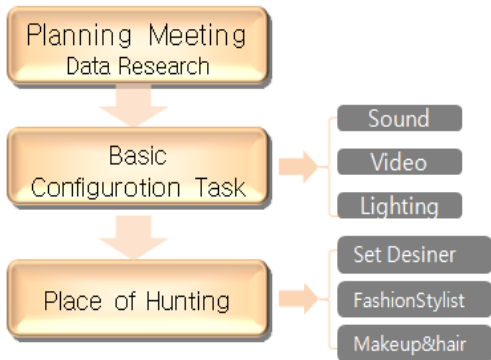 Planning Meeting
Data Research
Basic
Configurotion Task
Sound
Video
Lighting
Place of Hunting
Set Desiner
FashionStylist
Makeup&hair